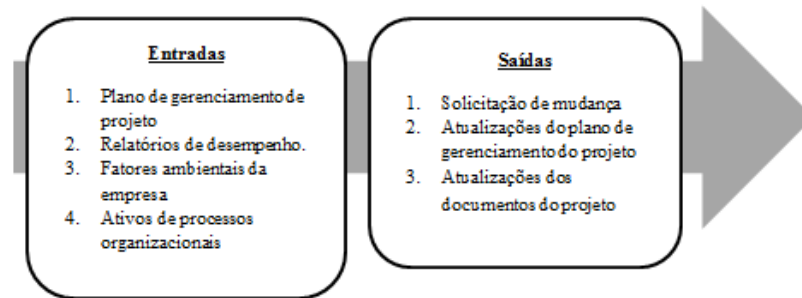 Entradas
1. Plano de gerenciamento de
projeto
2. Relatórios de desempenho.
3. Fatores ambientais da
empresa
4. Ativos de processos
organizacionais
Saídas
1. Solicitação de mudança
2. Atualizações do plano de
gerenciamento do projeto
3. Atualizações dos
documentos do projeto